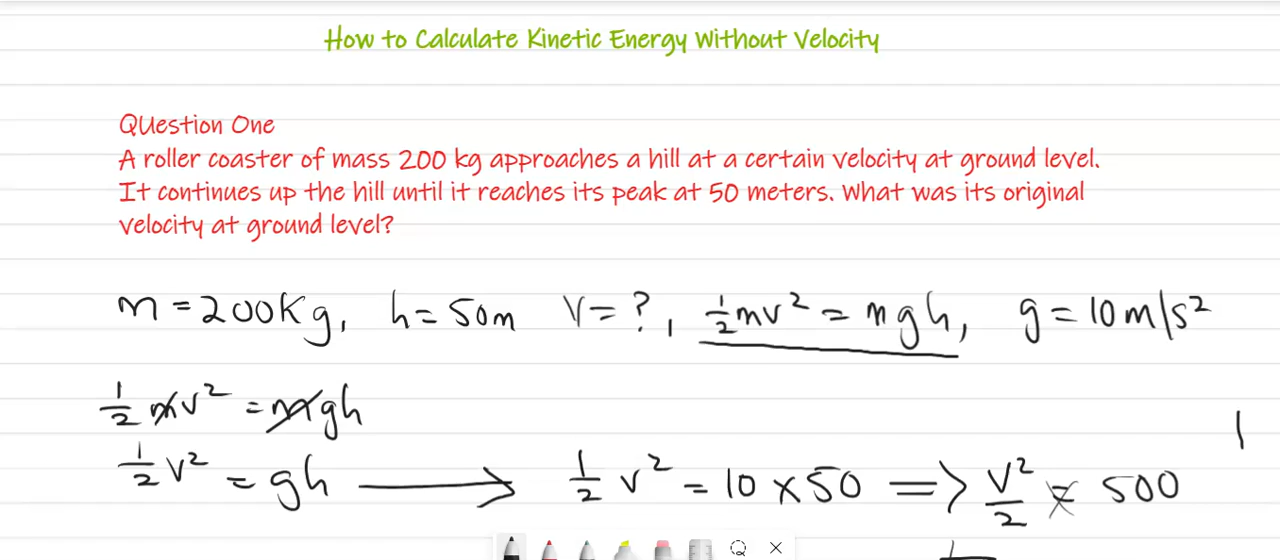 How to Calculate Kinetic Energy Without Velocity
QUestion One
A roller coaster of mass 200 kg approaches a hill at a certain velocity at ground level.
It continues up the hill until it reaches its peak at 50 meters. What was its original
velocity at ground level?
m = 200Kg, h = 50m V = ?, ½mv² = mgh, g = 10m/s²
½mv² = mgh
½v² = gh ⟶ ½v² = 10 × 50 => V²/2 = 500